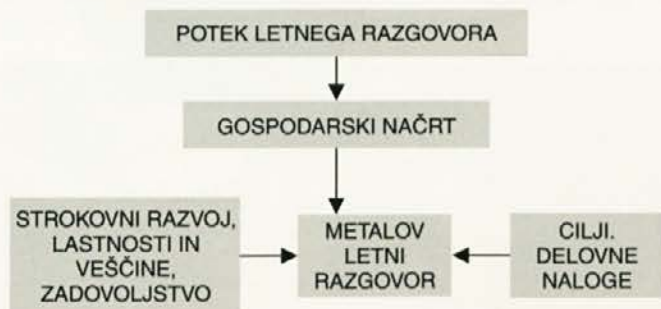 POTEK LETNEGA RAZGOVORA
GOSPODARSKI NAČRT
STROKOVNI RAZVOJ,
LASTNOSTI IN
VEŠČINE,
ZADOVOLJSTVO
METALOV
LETNI
RAZGOVOR
CILJI.
DELOVNE
NALOGE